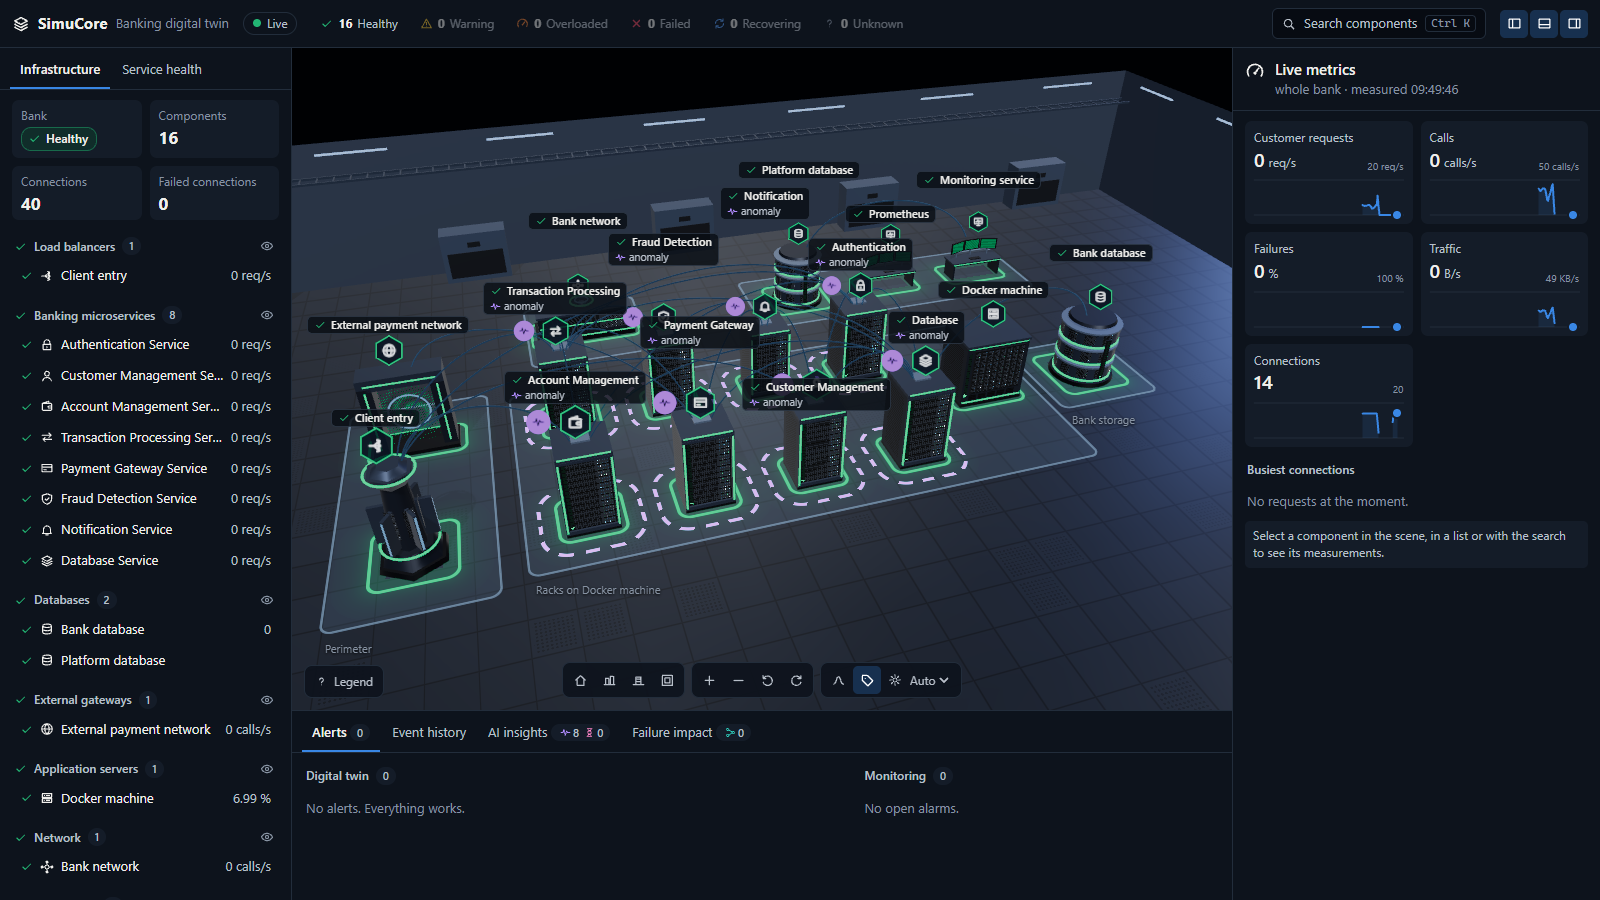 SimuCore Banking digital twin Live 16 Healthy 0 Warning 0 Overloaded 0 Failed 0 Recovering ? 0 Unknown Search components Ctrl K
Infrastructure Service health
Bank
Healthy
Components
16
Connections
40
Failed connections
0
Load balancers 1
Client entry 0 req/s
Banking microservices 8
Authentication Service 0 req/s
Customer Management Se... 0 req/s
Account Management Ser... 0 req/s
Transaction Processing Ser... 0 req/s
Payment Gateway Service 0 req/s
Fraud Detection Service 0 req/s
Notification Service 0 req/s
Database Service 0 req/s
Databases 2
Bank database 0
Platform database
External gateways 1
External payment network 0 calls/s
Application servers 1
Docker machine 6.99 %
Network 1
Bank network 0 calls/s
Platform database
Monitoring service
Notification
anomaly
Prometheus
Bank network
Fraud Detection
anomaly
Authentication
anomaly
Bank database
Transaction Processing
anomaly
Docker machine
External payment network
Payment Gateway
anomaly
Database
anomaly
Account Management
anomaly
Customer Management
anomaly
Client entry
Bank storage
Racks on Docker machine
Perimeter
? Legend
Auto
Alerts 0 Event history AI insights 8 0 Failure impact 0
Digital twin 0
No alerts. Everything works.
Monitoring 0
No open alarms.
Live metrics
whole bank · measured 09:49:46
Customer requests
0 req/s 20 req/s
Calls
0 calls/s 50 calls/s
Failures
0 % 100 %
Traffic
0 B/s 49 KB/s
Connections
14 20
Busiest connections
No requests at the moment.
Select a component in the scene, in a list or with the search
to see its measurements.